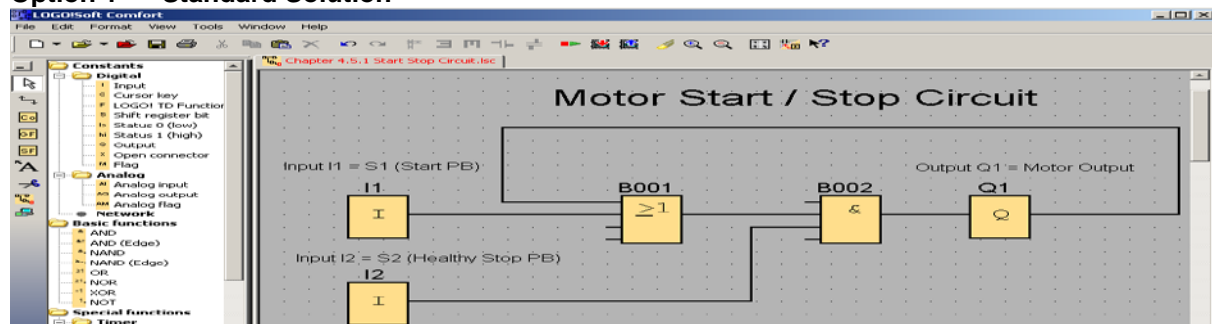 Option 1 – Standard Solution
LOGO!Soft Comfort
File Edit Format View Tools Window Help
Chapter 4.5.1 Start Stop Circuit.lsc
Constants
Digital
Input
Cursor key
LOGO! TD Function
Shift register bit
Status 0 (low)
Status 1 (high)
Output
Open connector
Flag
Analog
Analog input
Analog output
Analog flag
Network
Basic functions
AND
AND (Edge)
NAND
NAND (Edge)
OR
NOR
XOR
NOT
Special functions
Timer
Motor Start / Stop Circuit
Input I1 = S1 (Start PB)
Output Q1 = Motor Output
I1
B001
B002
Q1
I
≥1
&
Q
Input I2 = S2 (Healthy Stop PB)
I2
I